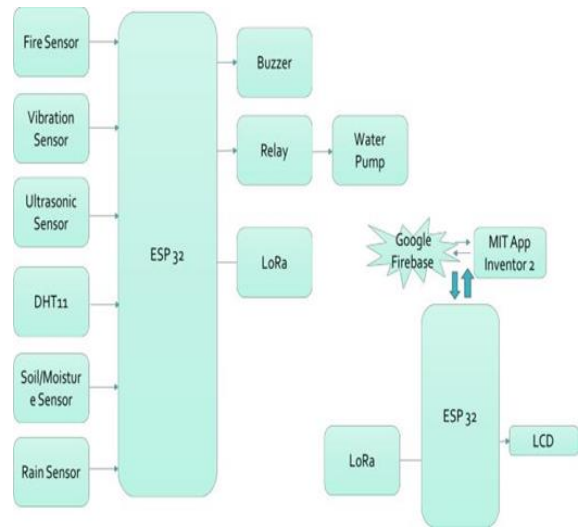 Fire Sensor
Vibration
Sensor
Ultrasonic
Sensor
DHT11
Soil/Moistur
e Sensor
Rain Sensor
ESP 32
Buzzer
Relay
Water
Pump
LoRa
Google
Firebase
MIT App
Inventor 2
ESP 32
LoRa
LCD